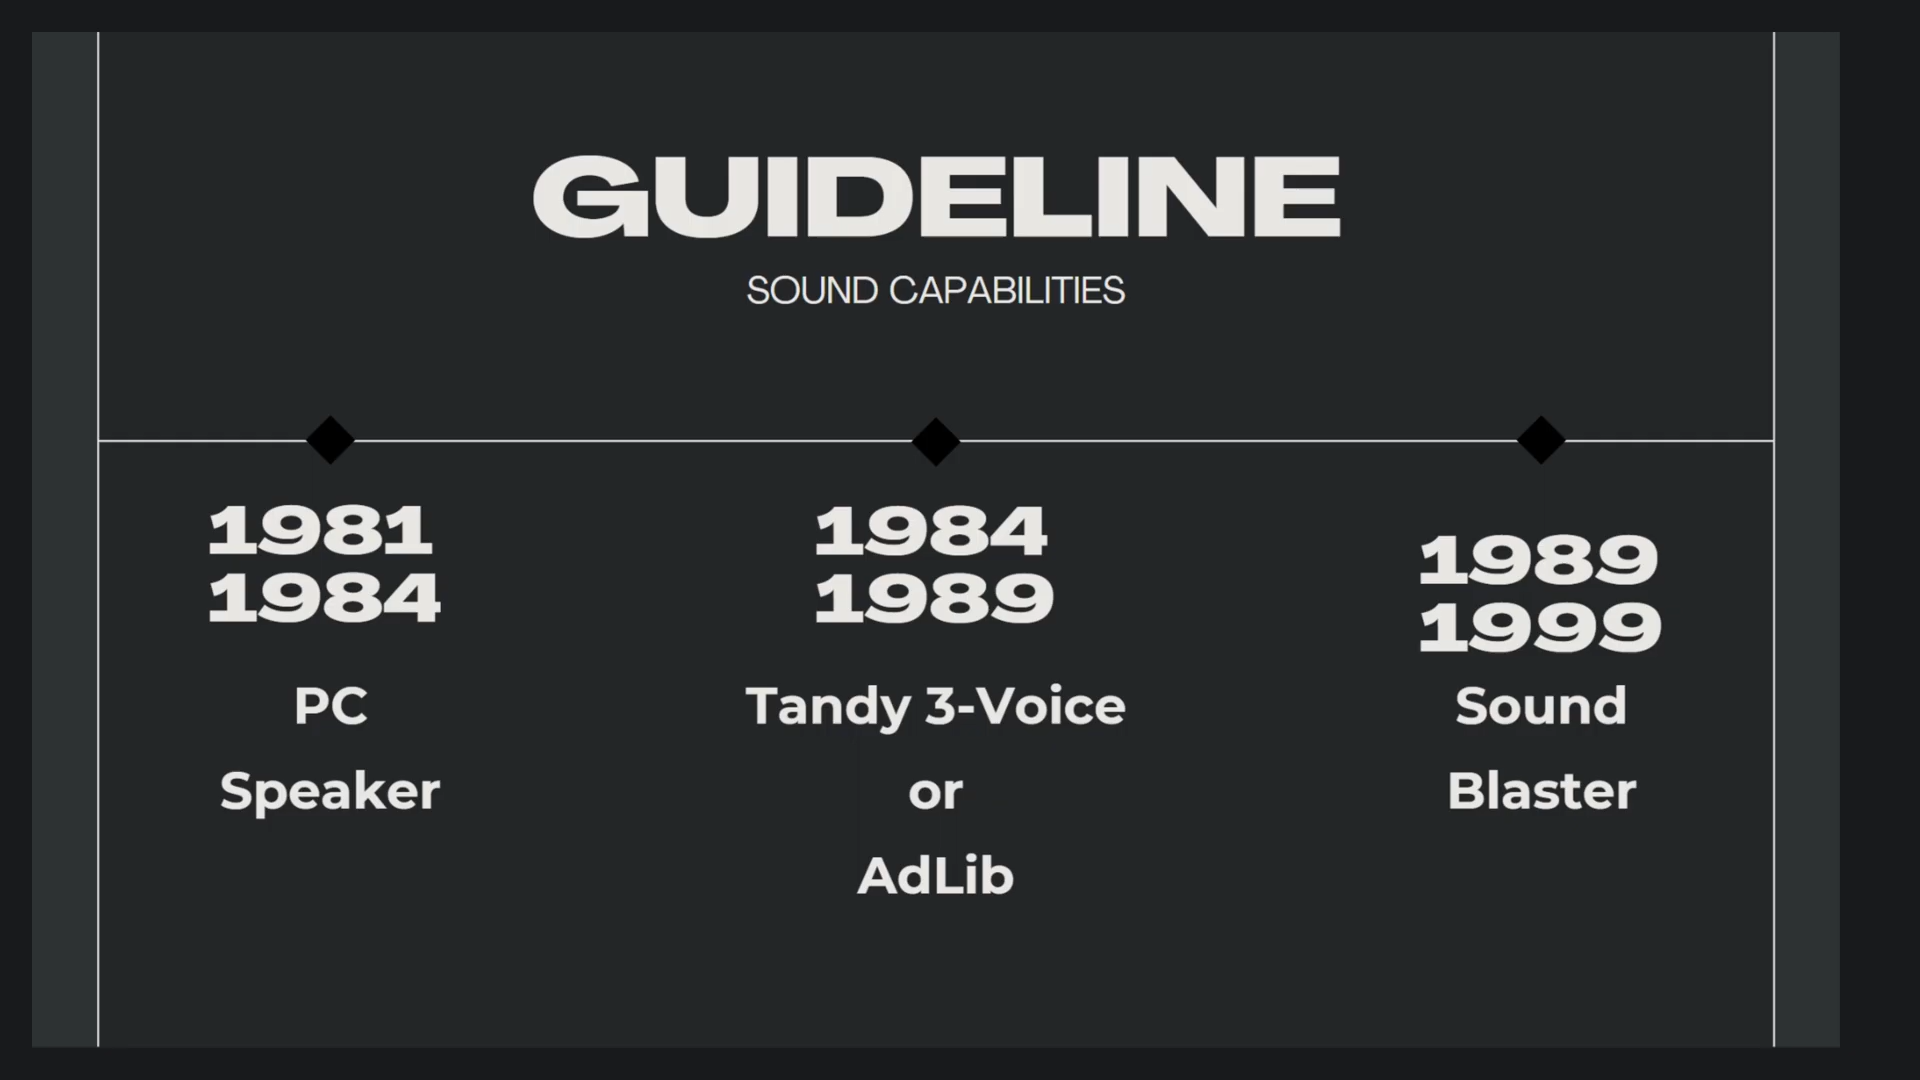 GUIDELINE
SOUND CAPABILITIES
1981
1984
PC
Speaker
1984
1989
Tandy 3-Voice
or
AdLib
1989
1999
Sound
Blaster